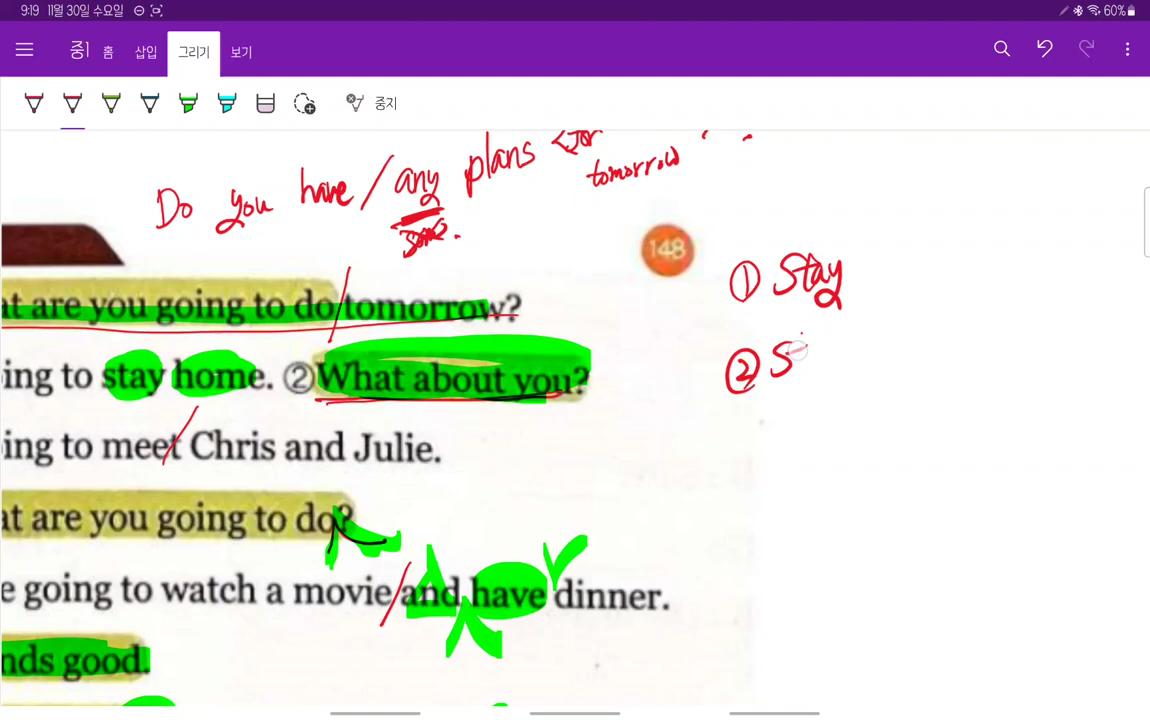 9:19 11월 30일 수요일 60%
중1 홈 삽입 그리기 보기
중지
Do you have / any plans for tomorrow
148
① Stay
at are you going to do / tomorrow?
② S
ing to stay home. ②What about you?
ing to meet / Chris and Julie.
at are you going to do?
e going to watch a movie / and have dinner.
nds good.